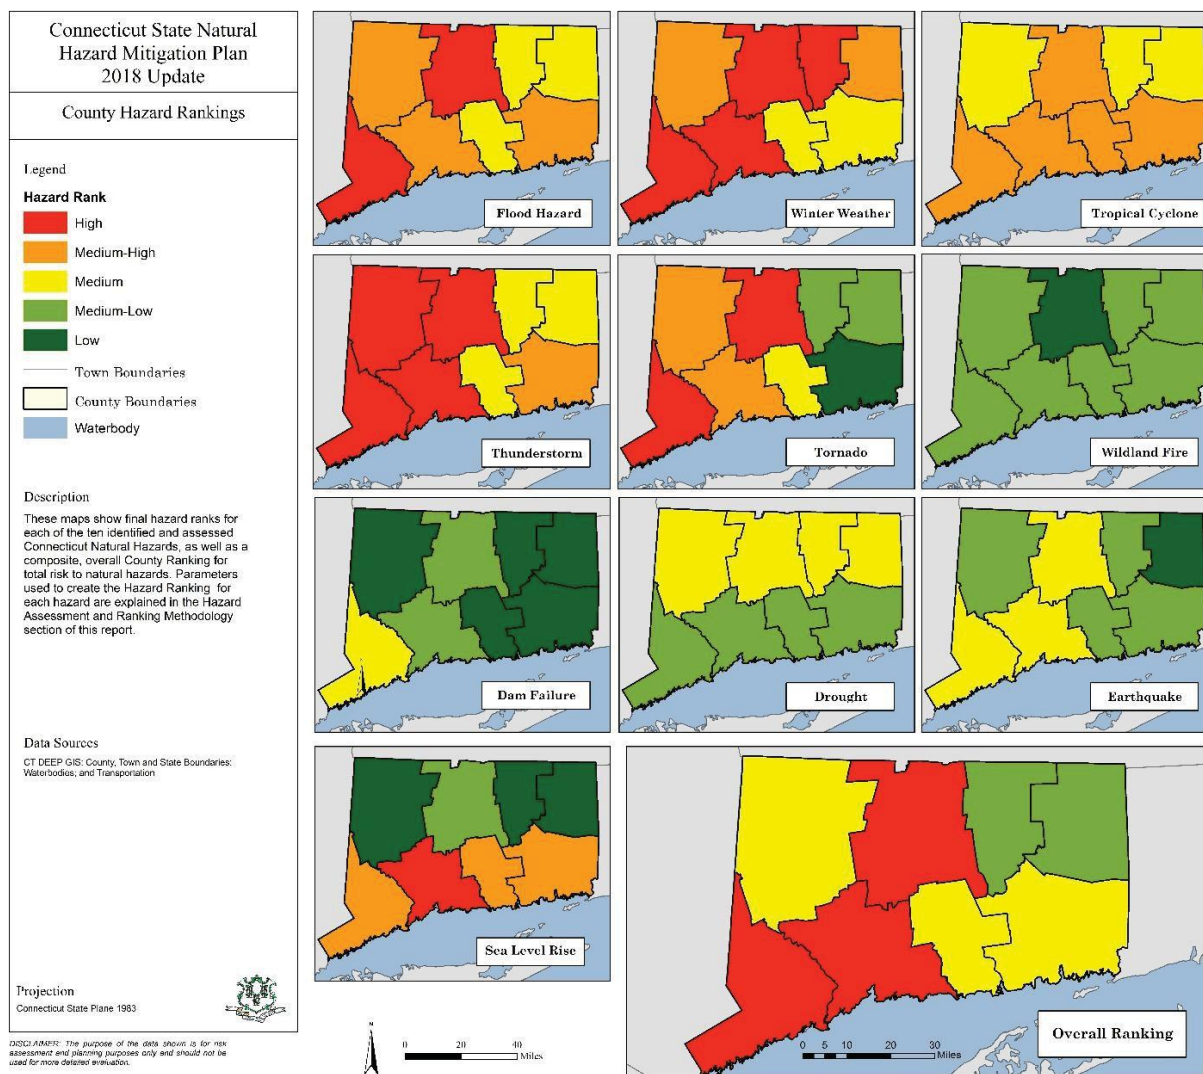 Connecticut State Natural
Hazard Mitigation Plan
2018 Update
County Hazard Rankings
Legend
Hazard Rank
High
Medium-High
Medium
Medium-Low
Low
Town Boundaries
County Boundaries
Waterbody
Description
These maps show final hazard ranks for
each of the ten identified and assessed
Connecticut Natural Hazards, as well as a
composite, overall County Ranking for
total risk to natural hazards. Parameters
used to create the Hazard Ranking for
each hazard are explained in the Hazard
Assessment and Ranking Methodology
section of this report.
Data Sources
CT DEEP GIS: County, Town and State Boundaries;
Waterbodies; and Transportation
Projection
Connecticut State Plane 1983
DISCLAIMER: The purpose of the data shown is for risk
assessment and planning purposes only and should not be
used for more detailed evaluation.
Flood Hazard
Winter Weather
Tropical Cyclone
Thunderstorm
Tornado
Wildland Fire
Dam Failure
Drought
Earthquake
Sea Level Rise
Overall Ranking
N
0 20 40
Miles
0 5 10 20 30
Miles